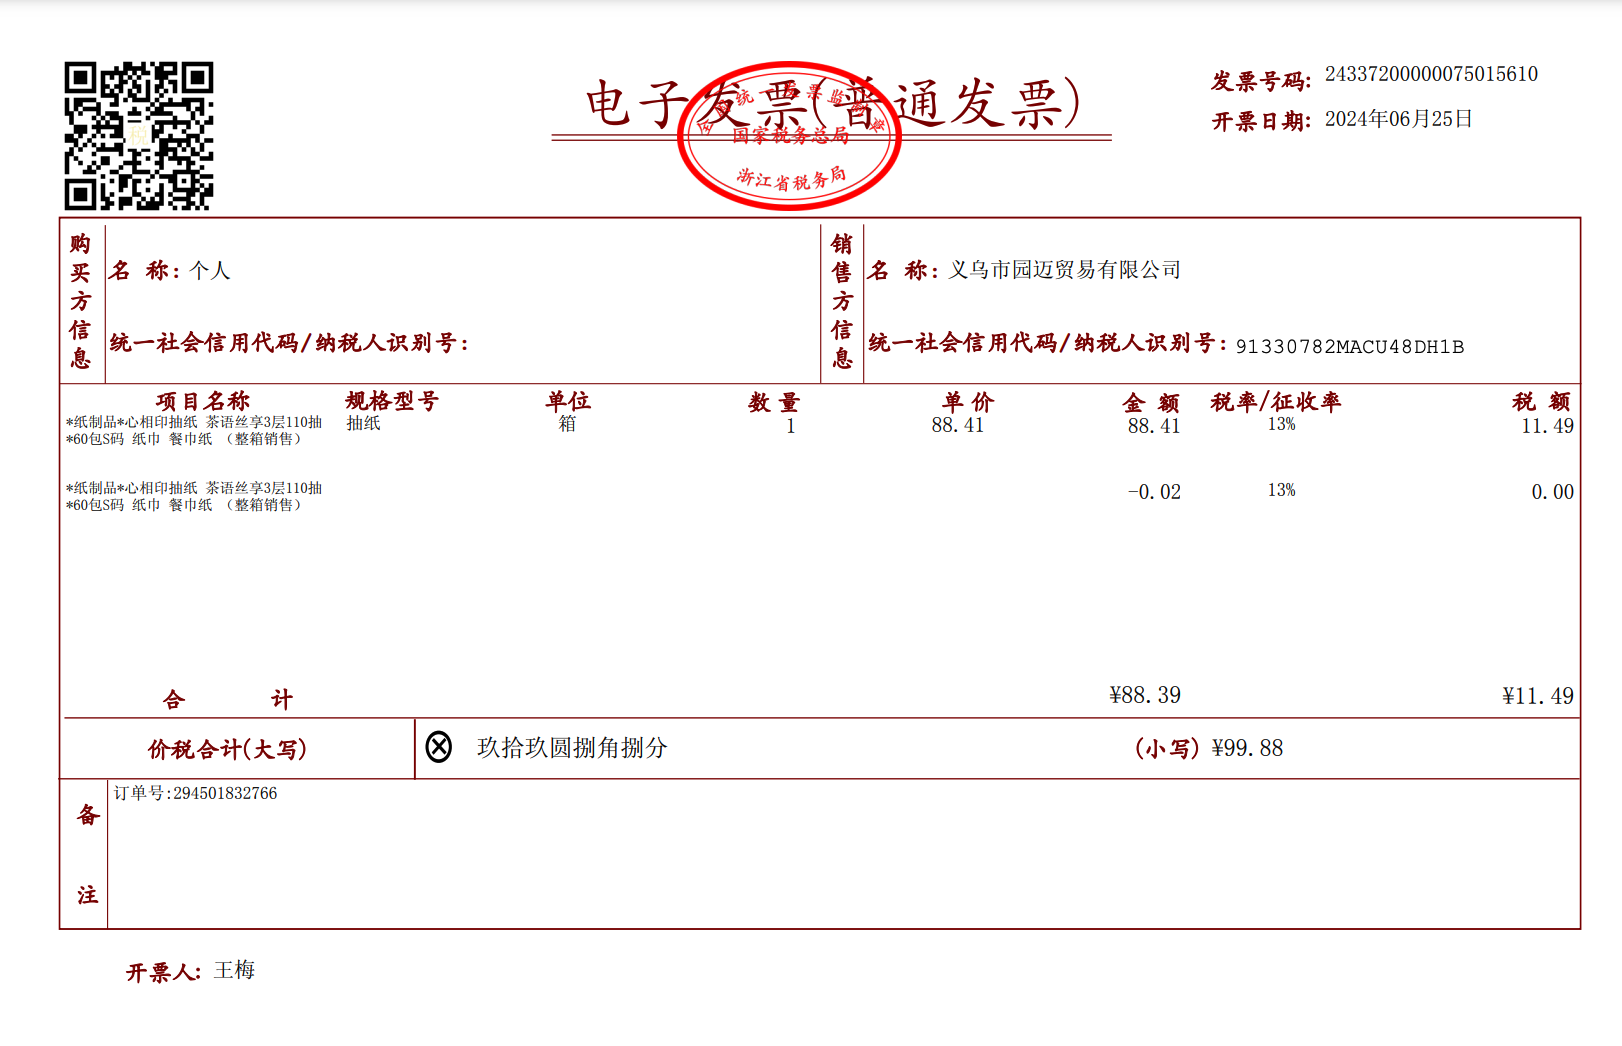 电子发票(普通发票)
全国统一发票监制章
国家税务总局
浙江省税务局
发票号码: 24337200000075015610
开票日期: 2024年06月25日
税
购买方信息
名 称: 个人
统一社会信用代码/纳税人识别号:
销售方信息
名 称: 义乌市园迈贸易有限公司
统一社会信用代码/纳税人识别号: 91330782MACU48DH1B
项目名称 规格型号 单位 数 量 单 价 金 额 税率/征收率 税 额
*纸制品*心相印抽纸 茶语丝享3层110抽 抽纸 箱 1 88.41 88.41 13% 11.49
*60包S码 纸巾 餐巾纸 （整箱销售）
*纸制品*心相印抽纸 茶语丝享3层110抽 -0.02 13% 0.00
*60包S码 纸巾 餐巾纸 （整箱销售）
合 计 ¥88.39 ¥11.49
价税合计(大写) ⊗ 玖拾玖圆捌角捌分 (小写) ¥99.88
备注
订单号:294501832766
开票人: 王梅